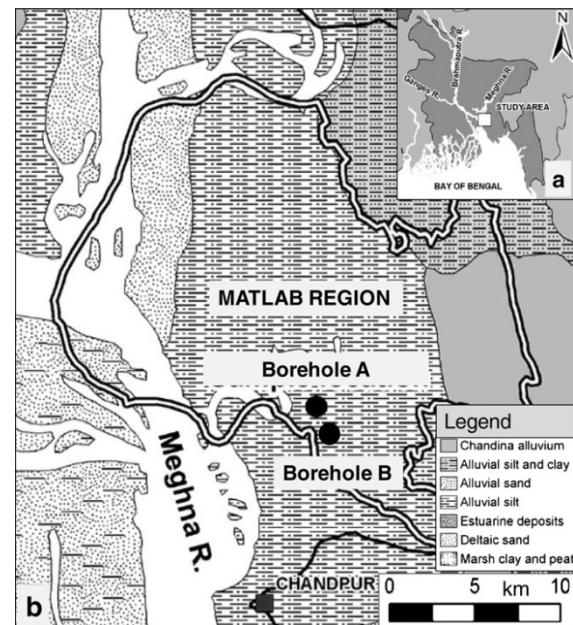 N
Ganges R.
Brahmaputra R.
Meghna R.
STUDY AREA
BAY OF BENGAL
a
MATLAB REGION
Borehole A
Borehole B
Meghna R.
CHANDPUR
Legend
Chandina alluvium
Alluvial silt and clay
Alluvial sand
Alluvial silt
Estuarine deposits
Deltaic sand
Marsh clay and peat
0 5 10
km
b